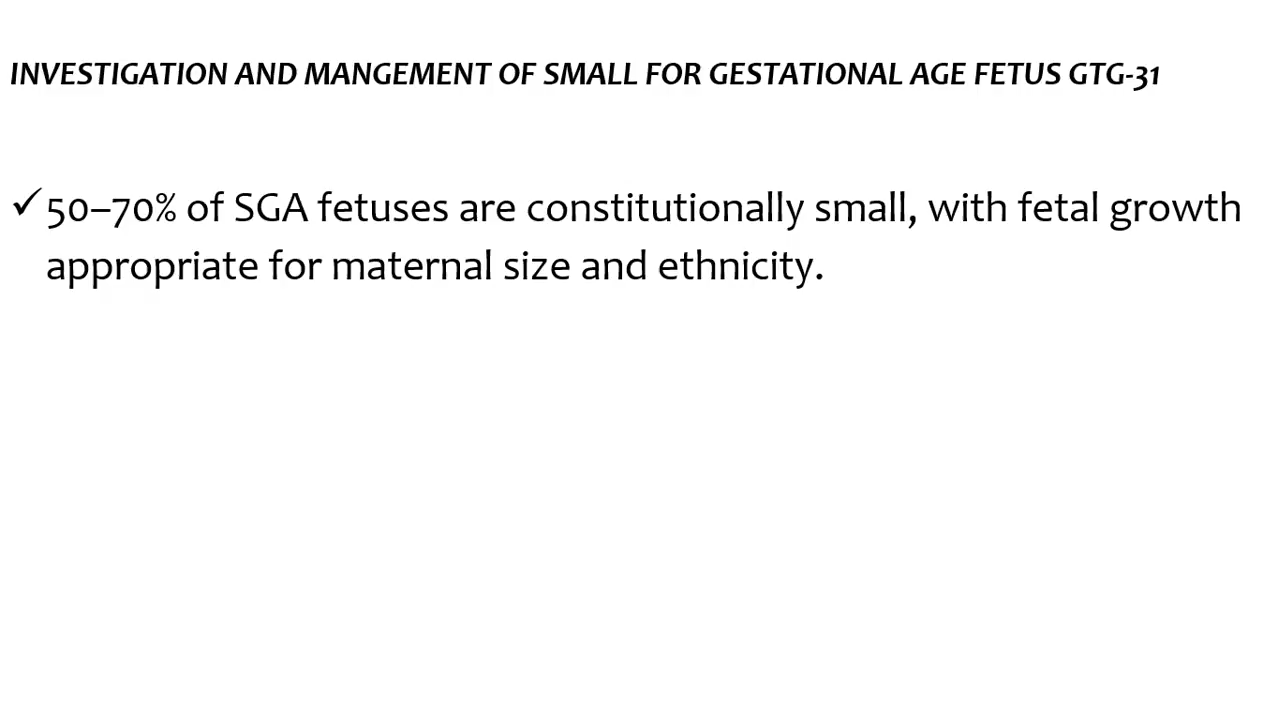 INVESTIGATION AND MANGEMENT OF SMALL FOR GESTATIONAL AGE FETUS GTG-31
✓50–70% of SGA fetuses are constitutionally small, with fetal growth
appropriate for maternal size and ethnicity.